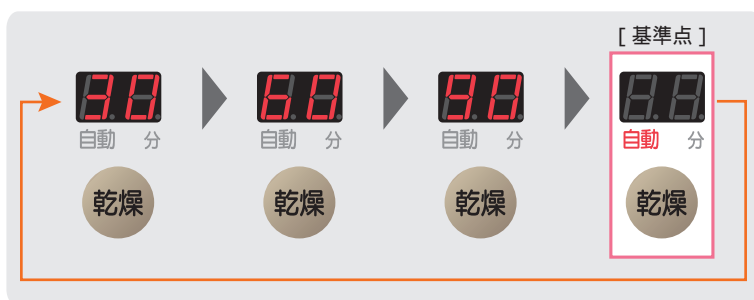 [ 基準点 ]
30 60 90
自動 分 自動 分 自動 分 自動 分
乾燥 乾燥 乾燥 乾燥